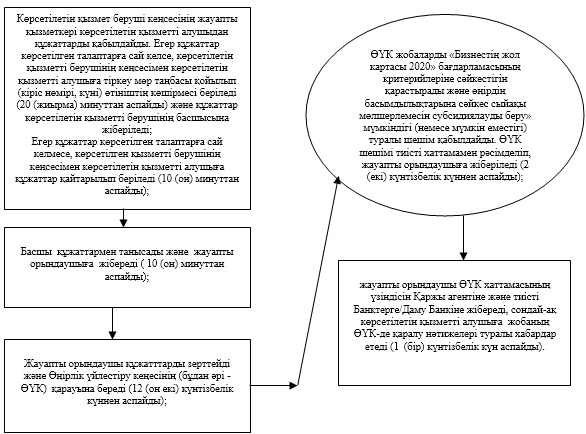 Көрсетілетін қызмет беруші кеңсесінің жауапты
қызметкері көрсетілетін қызметті алушыдан
құжаттарды қабылдайды. Егер құжаттар
көрсетілген талаптарға сай келсе, көрсетілетін
қызметті берушінің кеңсесімен көрсетілетін
қызметті алушыға тіркеу мөр таңбасы қойылып
(кіріс нөмірі, күні) өтініштің көшірмесі беріледі
(20 (жиырма) минуттан аспайды) және құжаттар
көрсетілетін қызметті берушінің басшысына
жіберіледі;
Егер құжаттар көрсетілген талаптарға сай
келмесе, көрсетілген қызметті берушінің
кеңсесімен көрсетілетін қызметті алушыға
құжаттар қайтарылып беріледі (10 (он) минуттан
аспайды);
Басшы құжаттармен танысады және жауапты
орындаушыға жібереді ( 10 (он) минуттан
аспайды);
Жауапты орындаушы құжатттарды зерттейді
және Өңірлік үйлестіру кеңесінің (бұдан әрі -
ӨҮК) қарауына береді (12 (он екі) күнтізбелік
күннен аспайды);
ӨҮК жобаларды «Бизнестің жол
картасы 2020» бағдарламасының
критерийлеріне сәйкестігін
қарастырады және өңірдің
басымдылықтарына сәйкес сыйақы
мөлшерлемесін субсидиялауды беру»
мүмкіндігі (немесе мүмкін еместігі)
туралы шешім қабылдайды. ӨҮК
шешімі тиісті хаттамамен рәсімделіп,
жауапты орындаушыға жіберіледі (2
(екі) күнтізбелік күннен аспайды);
жауапты орындаушы ӨҮК хаттамасының
үзіндісін Қаржы агентіне және тиісті
Банктерге/Даму Банкіне жібереді, сондай-ақ
көрсетілетін қызметті алушыға жобаның
ӨҮК-де қаралу нәтижелері туралы хабардар
етеді (1 (бір) күнтізбелік күн аспайды).